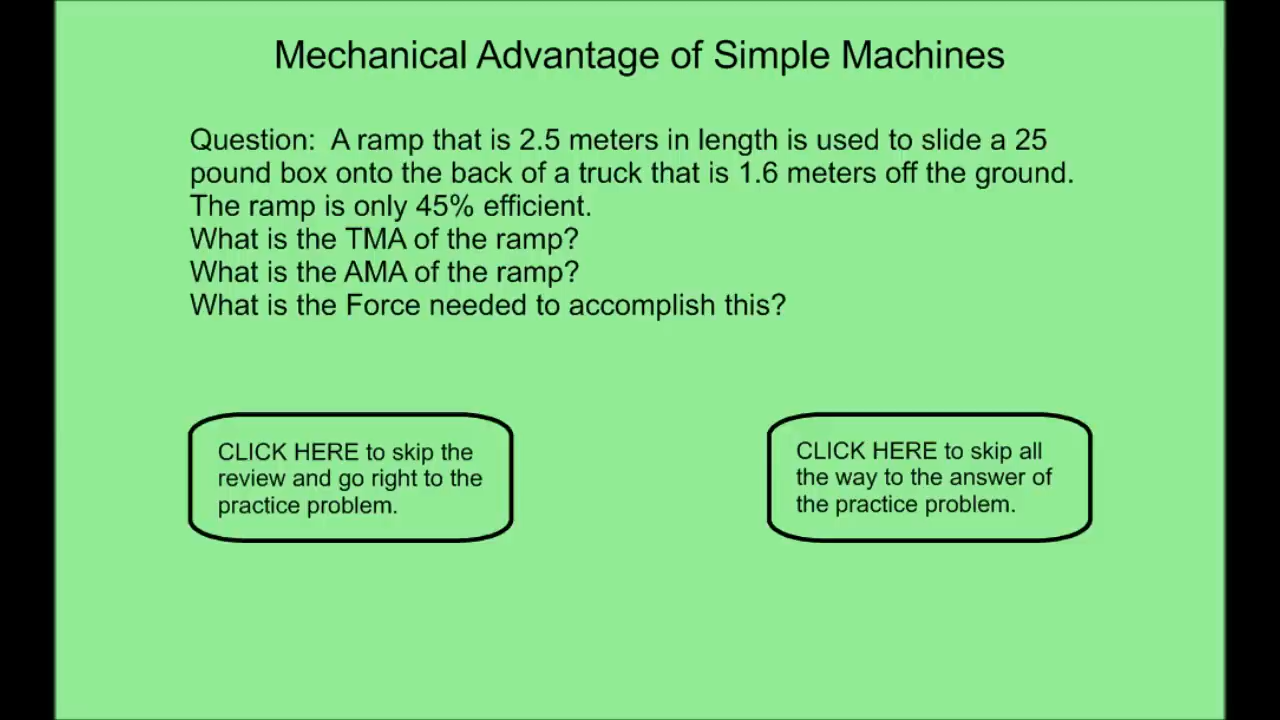 Mechanical Advantage of Simple Machines
Question:  A ramp that is 2.5 meters in length is used to slide a 25
pound box onto the back of a truck that is 1.6 meters off the ground.
The ramp is only 45% efficient.
What is the TMA of the ramp?
What is the AMA of the ramp?
What is the Force needed to accomplish this?
CLICK HERE to skip the
review and go right to the
practice problem.
CLICK HERE to skip all
the way to the answer of
the practice problem.